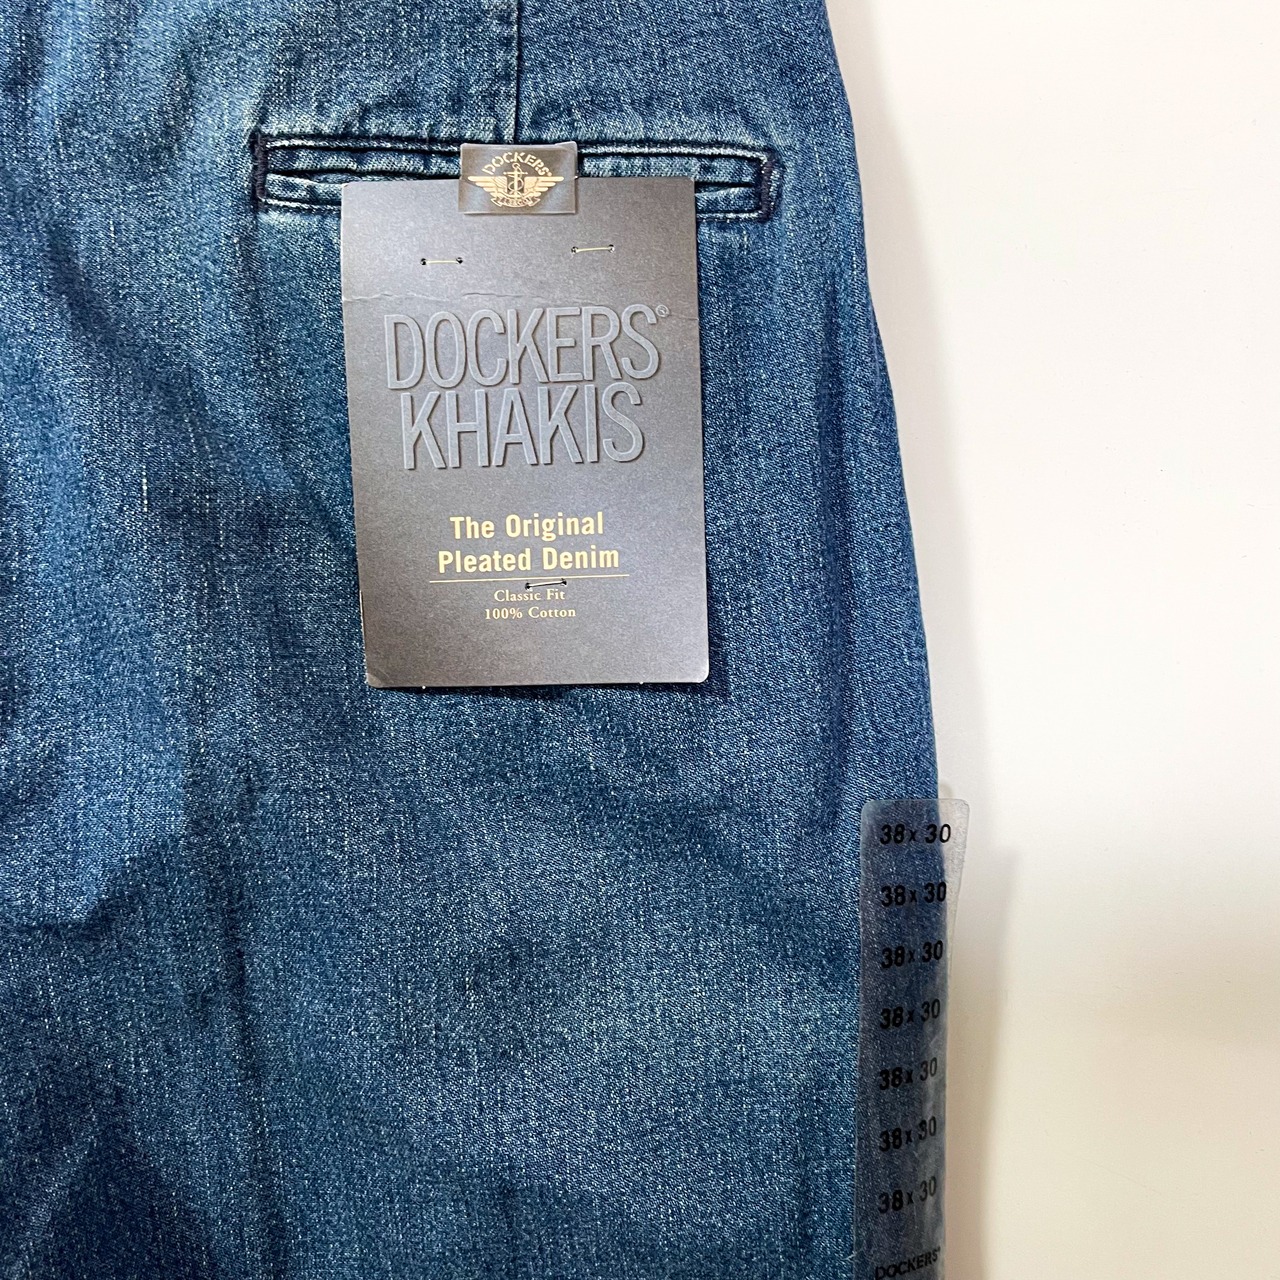 DOCKERS®
DOCKERS®
KHAKIS
The Original
Pleated Denim
Classic Fit
100% Cotton
38 x 30
38 x 30
38 x 30
38 x 30
38 x 30
38 x 30
38 x 30
DOCKERS®